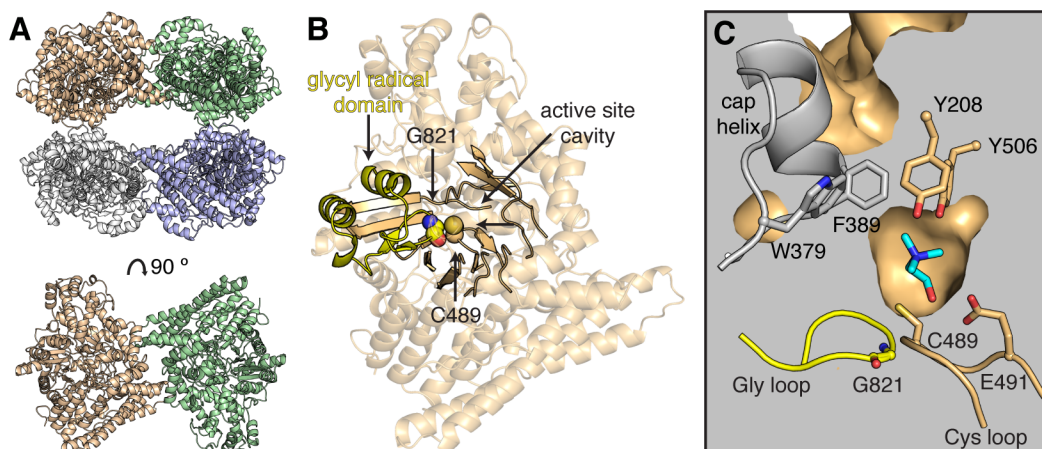 A
90 º
B
glycyl radical
domain
G821
active site
cavity
C489
C
cap
helix
Y208
Y506
F389
W379
C489
G821
E491
Gly loop
Cys loop